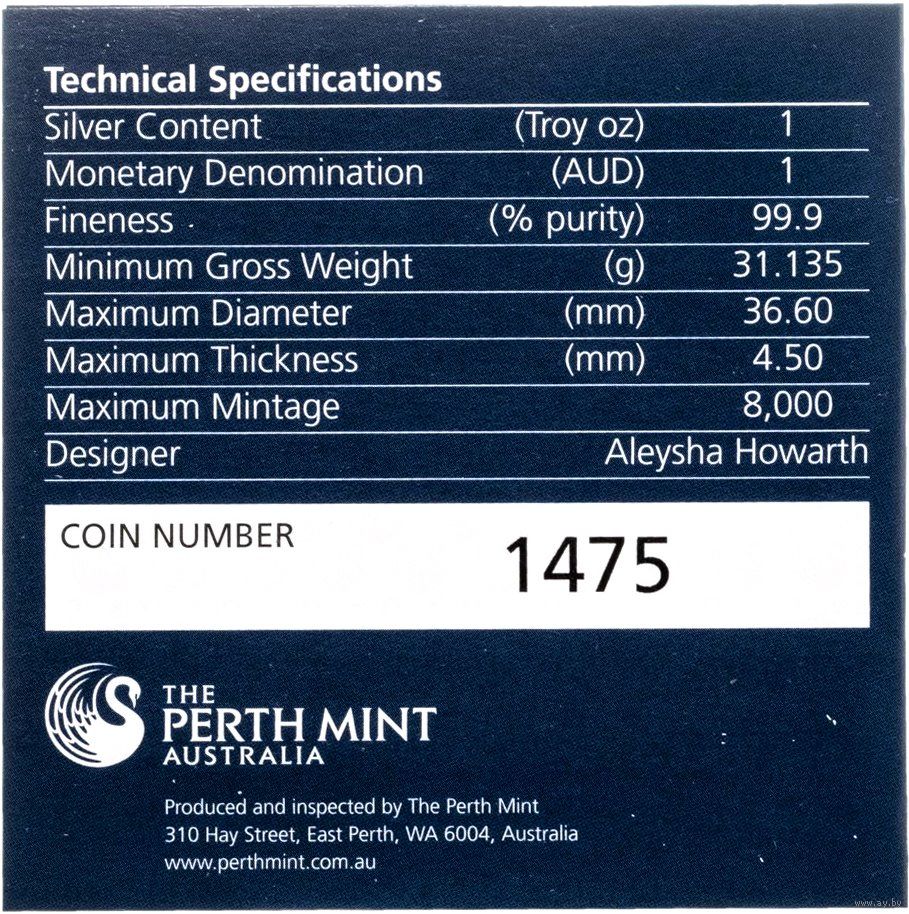 Technical Specifications
Silver Content (Troy oz) 1
Monetary Denomination (AUD) 1
Fineness (% purity) 99.9
Minimum Gross Weight (g) 31.135
Maximum Diameter (mm) 36.60
Maximum Thickness (mm) 4.50
Maximum Mintage 8,000
Designer Aleysha Howarth
COIN NUMBER 1475
THE
PERTH MINT
AUSTRALIA
Produced and inspected by The Perth Mint
310 Hay Street, East Perth, WA 6004, Australia
www.perthmint.com.au
www.ay.by